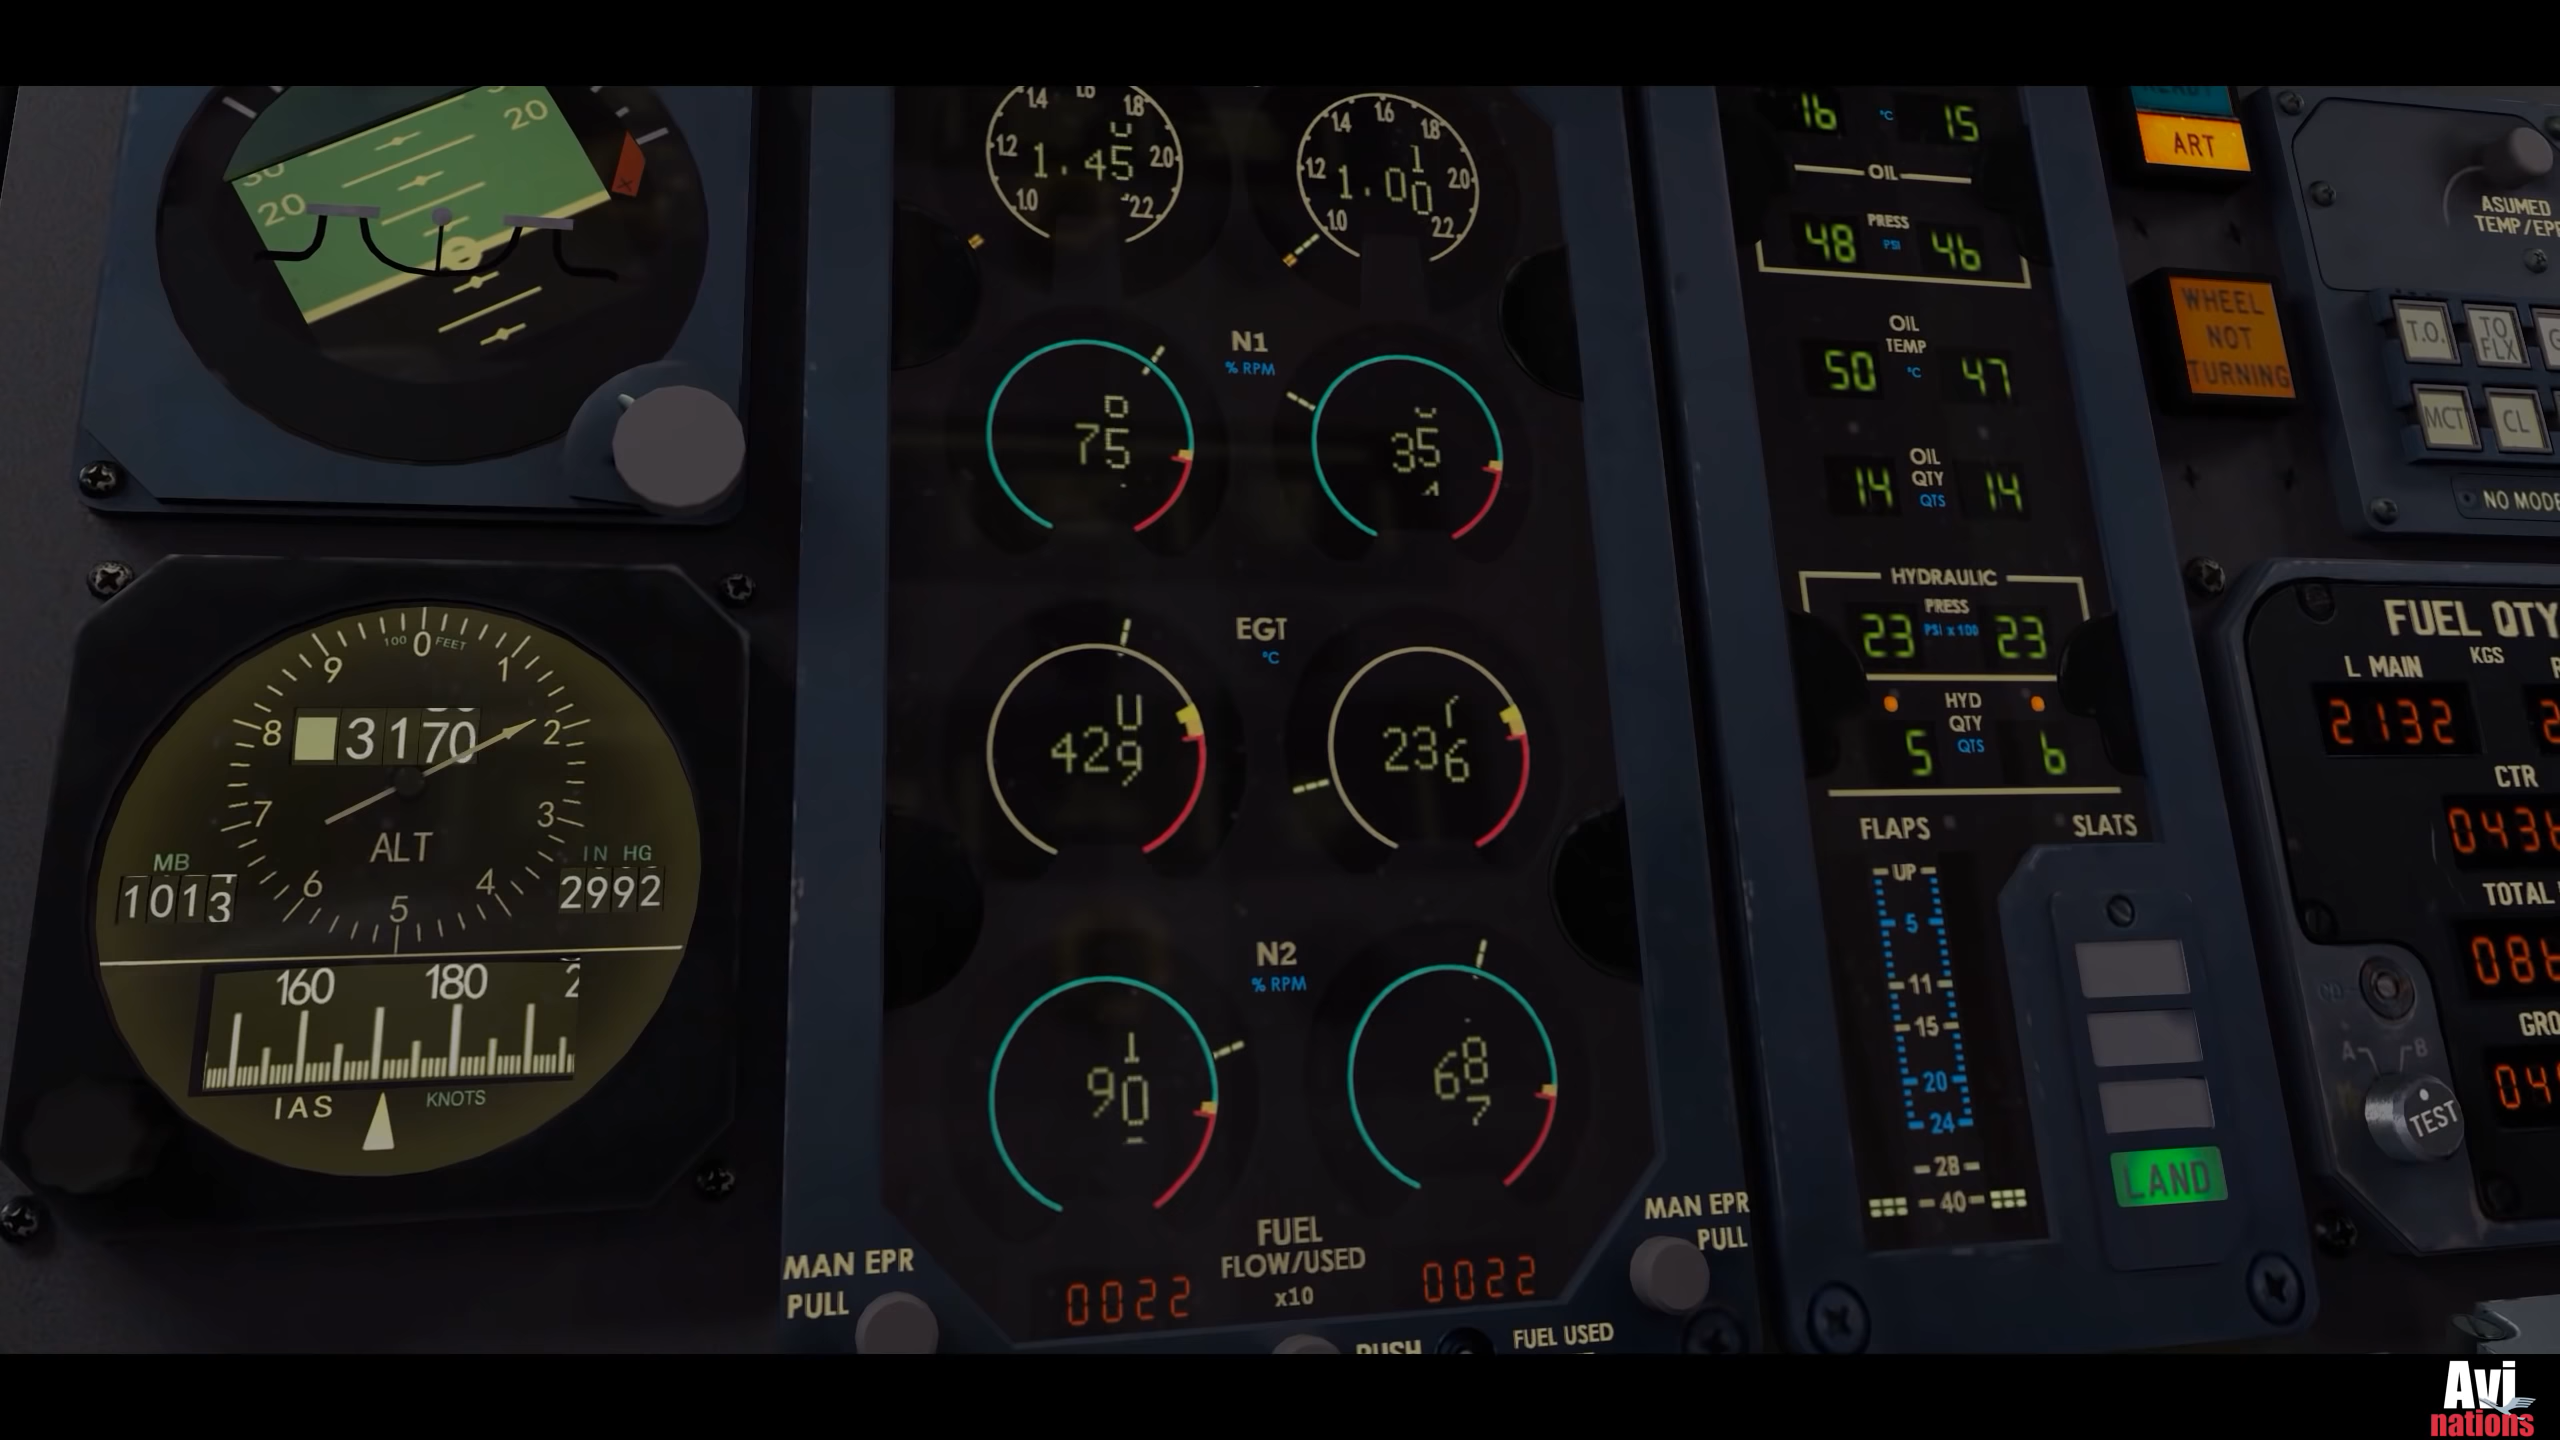 20
20
1.4 1.8
1.2 1.45 2.0
1.0 2.2
1.6
1.4 1.8
1.2 1.00 2.0
1.0 2.2
N1
% RPM
75
35
EGT
°C
429
236
N2
% RPM
90
68
FUEL
FLOW/USED
x10
0022
0022
MAN EPR
PULL
MAN EPR
PULL
PUSH
FUEL USED
100 FEET
0
1
2
3
4
5
6
7
8
9
3170
ALT
MB
1013
IN HG
2992
160 180 2
IAS
KNOTS
16 °C 15
OIL
PRESS
48 PSI 46
OIL
TEMP
50 °C 47
OIL
QTY
14 QTS 14
HYDRAULIC
PRESS
23 PSI x 100 23
HYD
QTY
5 QTS 6
FLAPS
SLATS
UP
5
11
15
20
24
28
40
LAND
ART
WHEEL
NOT
TURNING
ASUMED
TEMP/EPR
T.O.
TO
FLX
G
MCT
CL
NO MODE
FUEL QTY
KGS
L MAIN
2132
2
CTR
043
TOTAL
08
GRO
04
A
B
TEST
Avi
nations